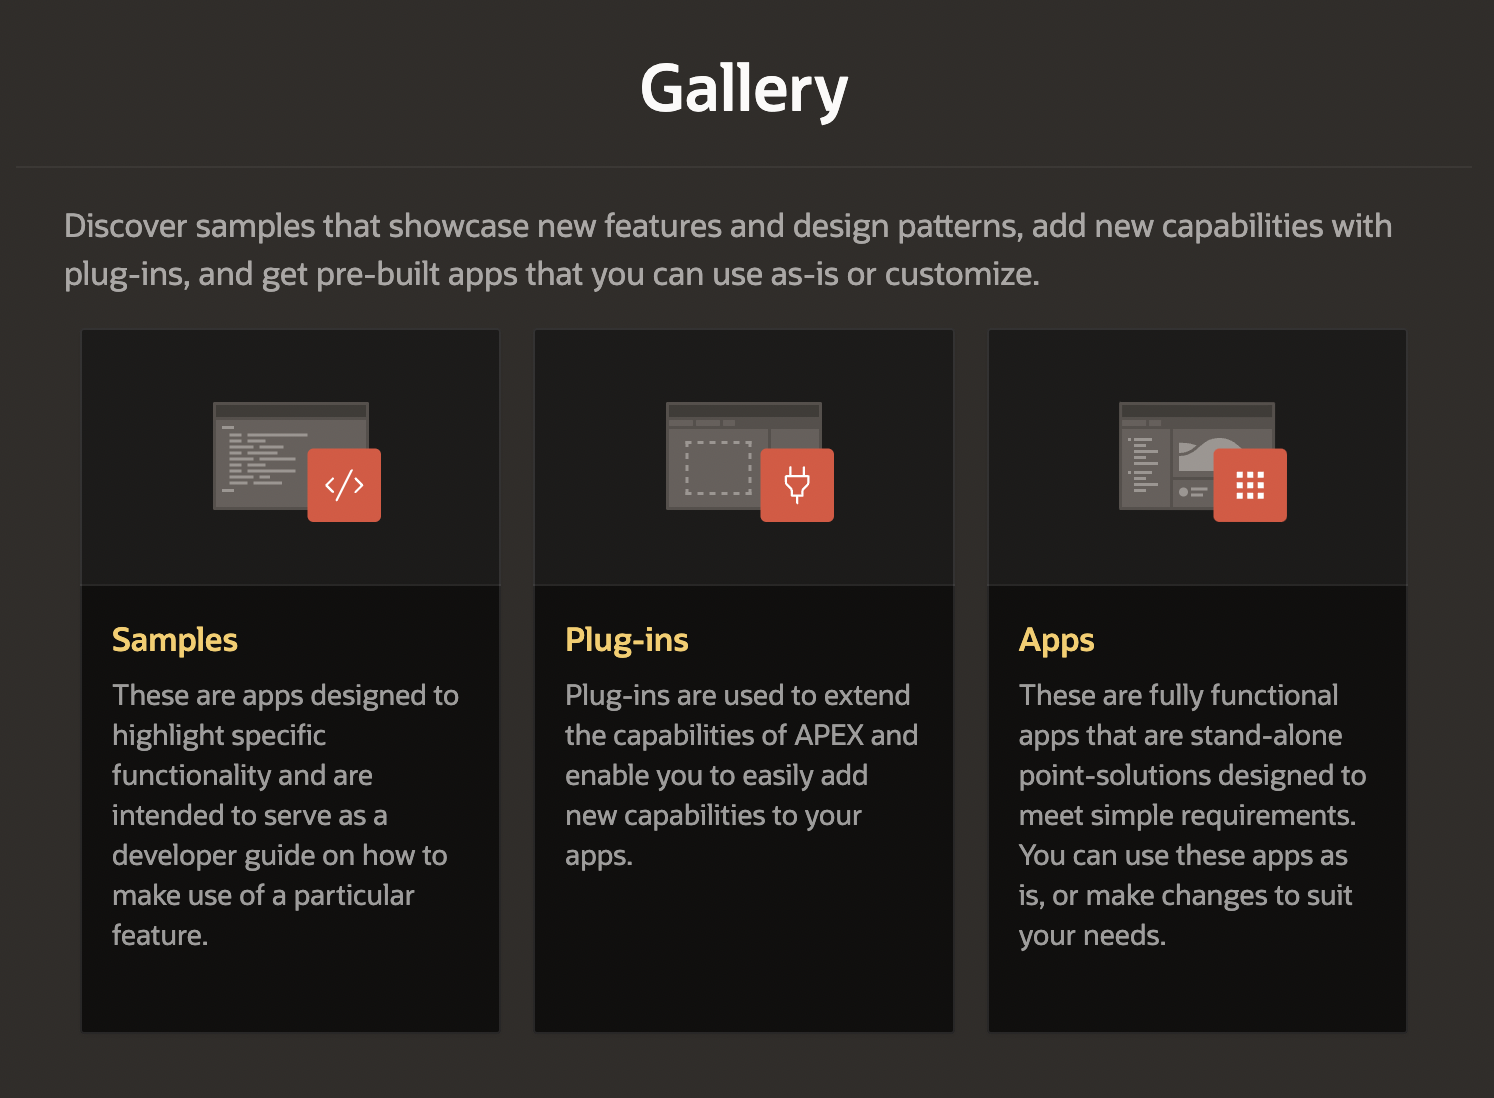 Gallery
Discover samples that showcase new features and design patterns, add new capabilities with
plug-ins, and get pre-built apps that you can use as-is or customize.
</>
Samples
These are apps designed to
highlight specific
functionality and are
intended to serve as a
developer guide on how to
make use of a particular
feature.
Plug-ins
Plug-ins are used to extend
the capabilities of APEX and
enable you to easily add
new capabilities to your
apps.
Apps
These are fully functional
apps that are stand-alone
point-solutions designed to
meet simple requirements.
You can use these apps as
is, or make changes to suit
your needs.